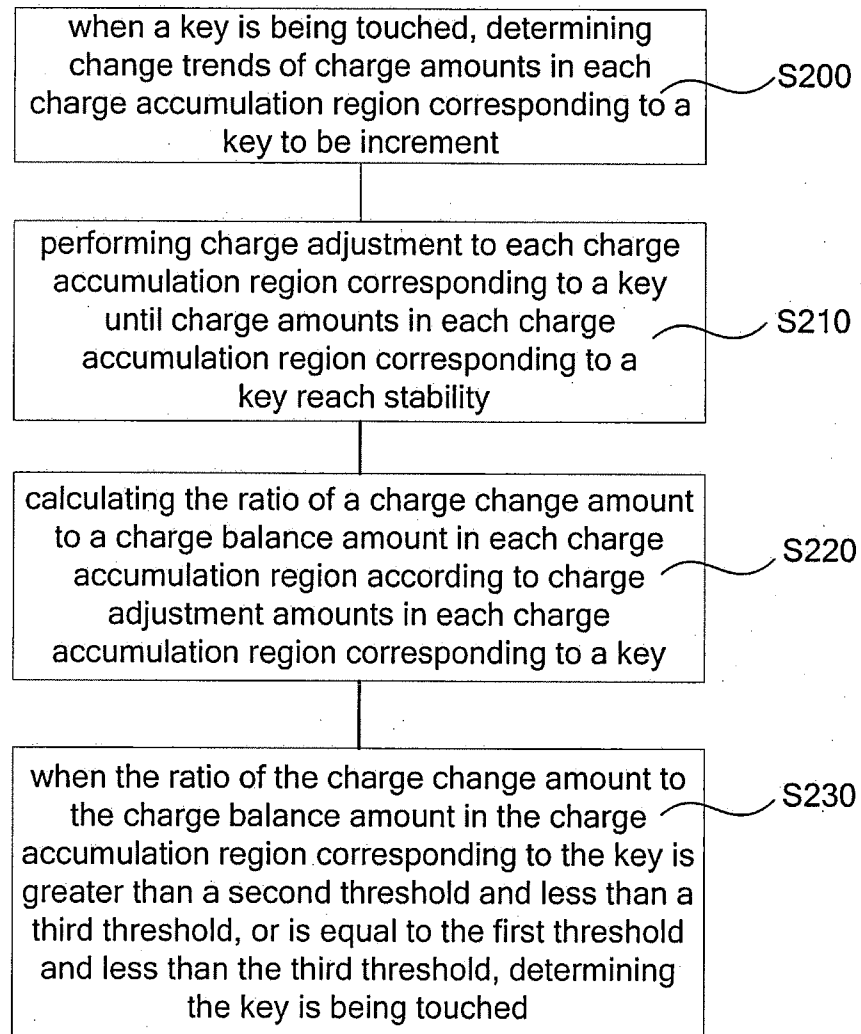 when a key is being touched, determining
change trends of charge amounts in each
charge accumulation region corresponding to a
key to be increment
S200
performing charge adjustment to each charge
accumulation region corresponding to a key
until charge amounts in each charge
accumulation region corresponding to a
key reach stability
S210
calculating the ratio of a charge change amount
to a charge balance amount in each charge
accumulation region according to charge
adjustment amounts in each charge
accumulation region corresponding to a key
S220
when the ratio of the charge change amount to
the charge balance amount in the charge
accumulation region corresponding to the key is
greater than a second threshold and less than a
third threshold, or is equal to the first threshold
and less than the third threshold, determining
the key is being touched
S230